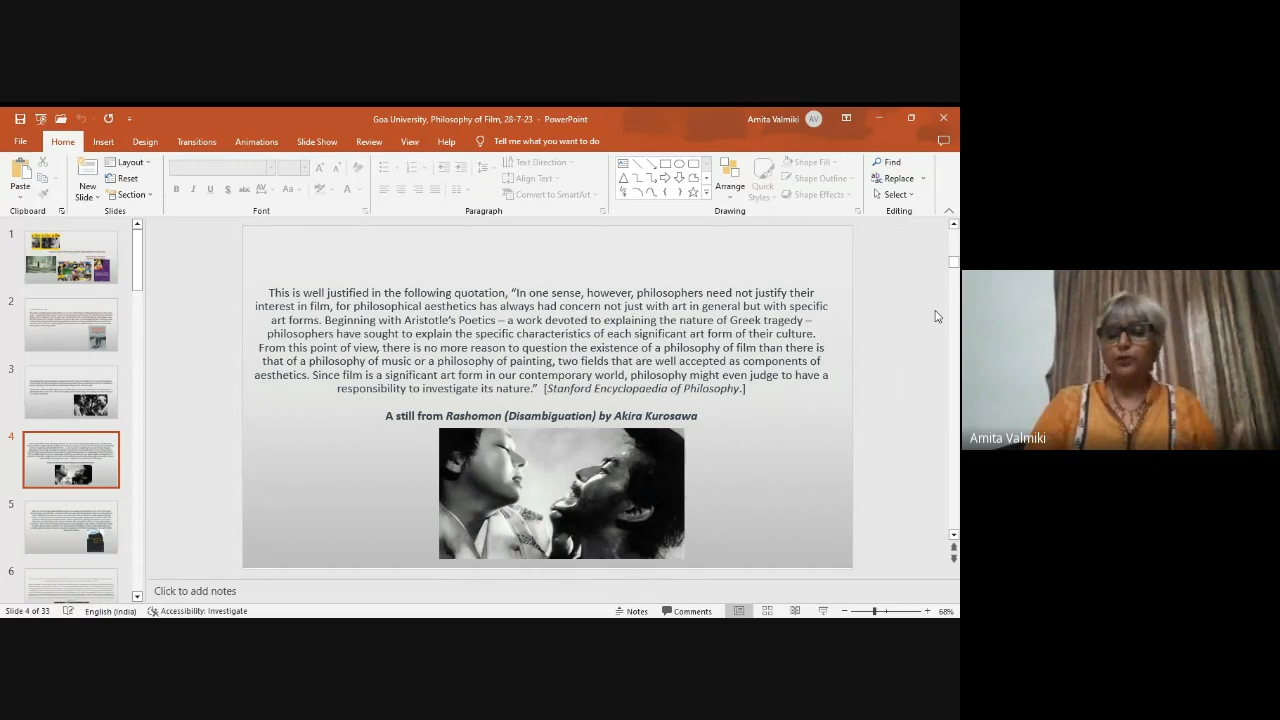 Goa University, Philosophy of Film, 28-7-23 - PowerPoint
Amita Valmiki
AV
File
Home
Insert
Design
Transitions
Animations
Slide Show
Review
View
Help
Tell me what you want to do
Paste
New
Slide
Layout
Reset
Section
B I U S abc AV Aa A
Text Direction
Align Text
Convert to SmartArt
Arrange
Quick
Styles
Shape Fill
Shape Outline
Shape Effects
Find
Replace
Select
Clipboard
Slides
Font
Paragraph
Drawing
Editing
1
2
3
4
5
6
This is well justified in the following quotation, “In one sense, however, philosophers need not justify their
interest in film, for philosophical aesthetics has always had concern not just with art in general but with specific
art forms. Beginning with Aristotle’s Poetics – a work devoted to explaining the nature of Greek tragedy –
philosophers have sought to explain the specific characteristics of each significant art form of their culture.
From this point of view, there is no more reason to question the existence of a philosophy of film than there is
that of a philosophy of music or a philosophy of painting, two fields that are well accepted as components of
aesthetics. Since film is a significant art form in our contemporary world, philosophy might even judge to have a
responsibility to investigate its nature.” [Stanford Encyclopaedia of Philosophy.]
A still from Rashomon (Disambiguation) by Akira Kurosawa
Click to add notes
Slide 4 of 33
English (India)
Accessibility: Investigate
Notes
Comments
68%
Amita Valmiki